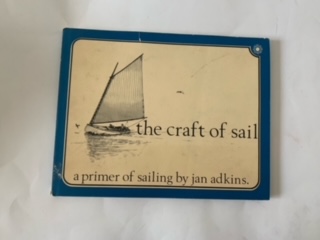 the craft of sail
a primer of sailing by jan adkins.